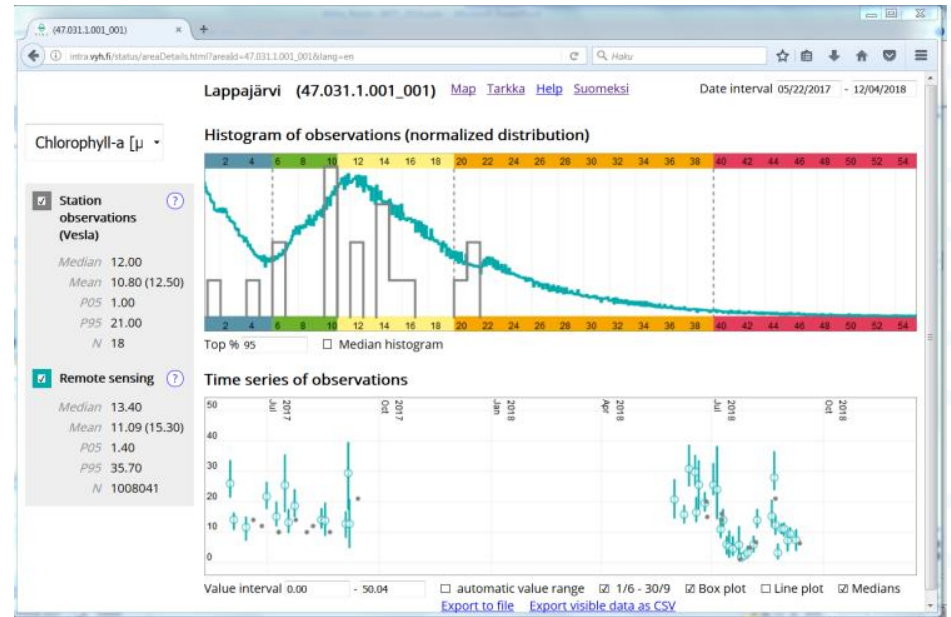 (47.031.1.001_001)
intra.vyh.fi/status/areaDetails.html?areaId=47.031.1.001_001&lang=en
Haku
Lappajärvi (47.031.1.001_001) Map Tarkka Help Suomeksi Date interval 05/22/2017 - 12/04/2018
Chlorophyll-a [µ
Histogram of observations (normalized distribution)
2 4 6 8 10 12 14 16 18 20 22 24 26 28 30 32 34 36 38 40 42 44 46 48 50 52 54
Station ?
observations
(Vesla)
Median 12.00
Mean 10.80 (12.50)
P05 1.00
P95 21.00
N 18
2 4 6 8 10 12 14 16 18 20 22 24 26 28 30 32 34 36 38 40 42 44 46 48 50 52 54
Top % 95 Median histogram
Remote sensing ?
Median 13.40
Mean 11.09 (15.30)
P05 1.40
P95 35.70
N 1008041
Time series of observations
Jul 2017 Oct 2017 Jan 2018 Apr 2018 Jul 2018 Oct 2018
50
40
30
20
10
0
Value interval 0.00 - 50.04 automatic value range 1/6 - 30/9 Box plot Line plot Medians
Export to file Export visible data as CSV